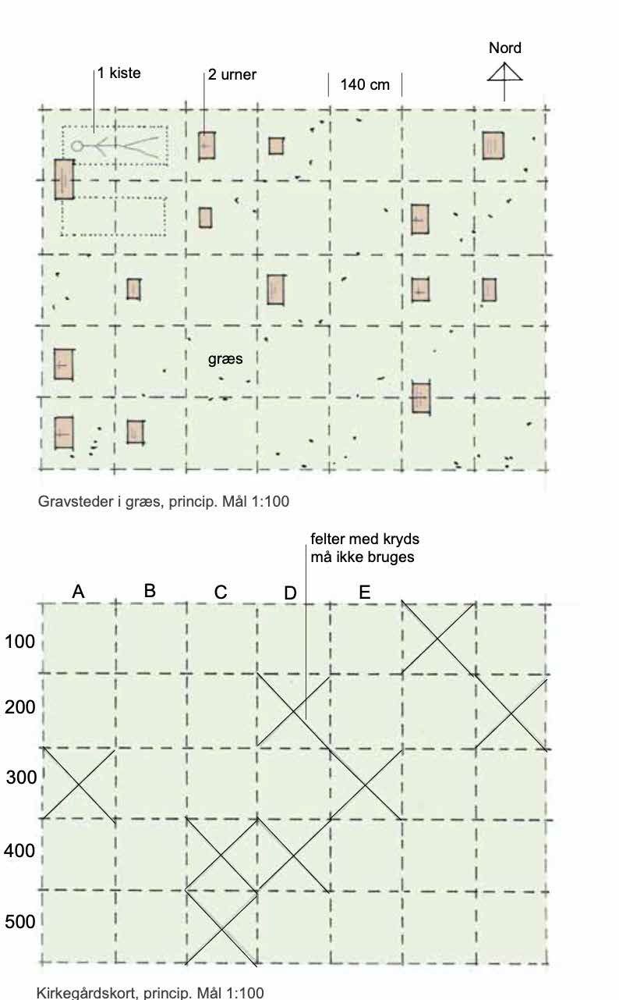 Nord
1 kiste
2 urner
140 cm
græs
Gravsteder i græs, princip. Mål 1:100
felter med kryds
må ikke bruges
A B C D E
100
200
300
400
500
Kirkegårdskort, princip. Mål 1:100